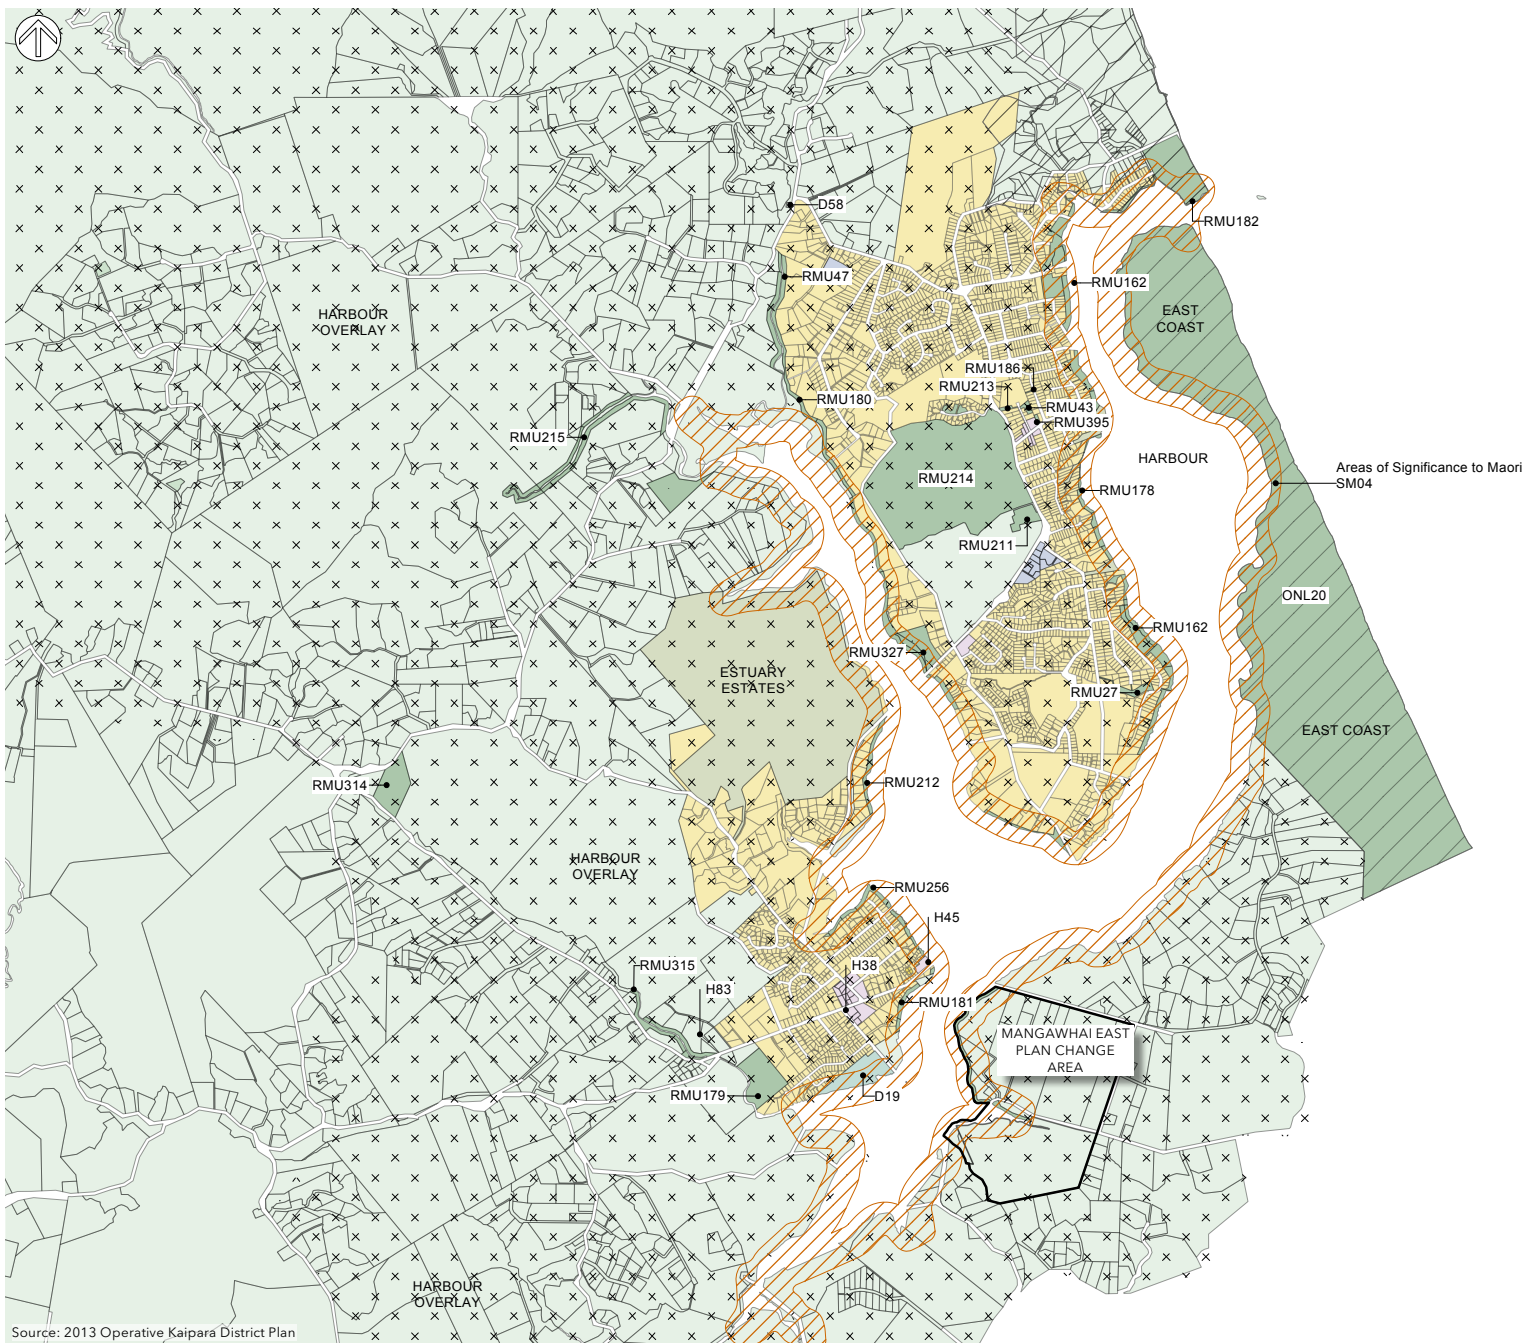 D58
RMU182
RMU47
RMU162
EAST
COAST
HARBOUR
OVERLAY
RMU186
RMU213
RMU180
RMU43
RMU395
RMU215
HARBOUR
Areas of Significance to Maori
SM04
RMU214
RMU178
RMU211
ONL20
RMU162
RMU327
ESTUARY
ESTATES
RMU27
EAST COAST
RMU314
RMU212
HARBOUR
OVERLAY
RMU256
H45
RMU315
H38
H83
RMU181
MANGAWHAI EAST
PLAN CHANGE
AREA
RMU179
D19
HARBOUR
OVERLAY
Source: 2013 Operative Kaipara District Plan